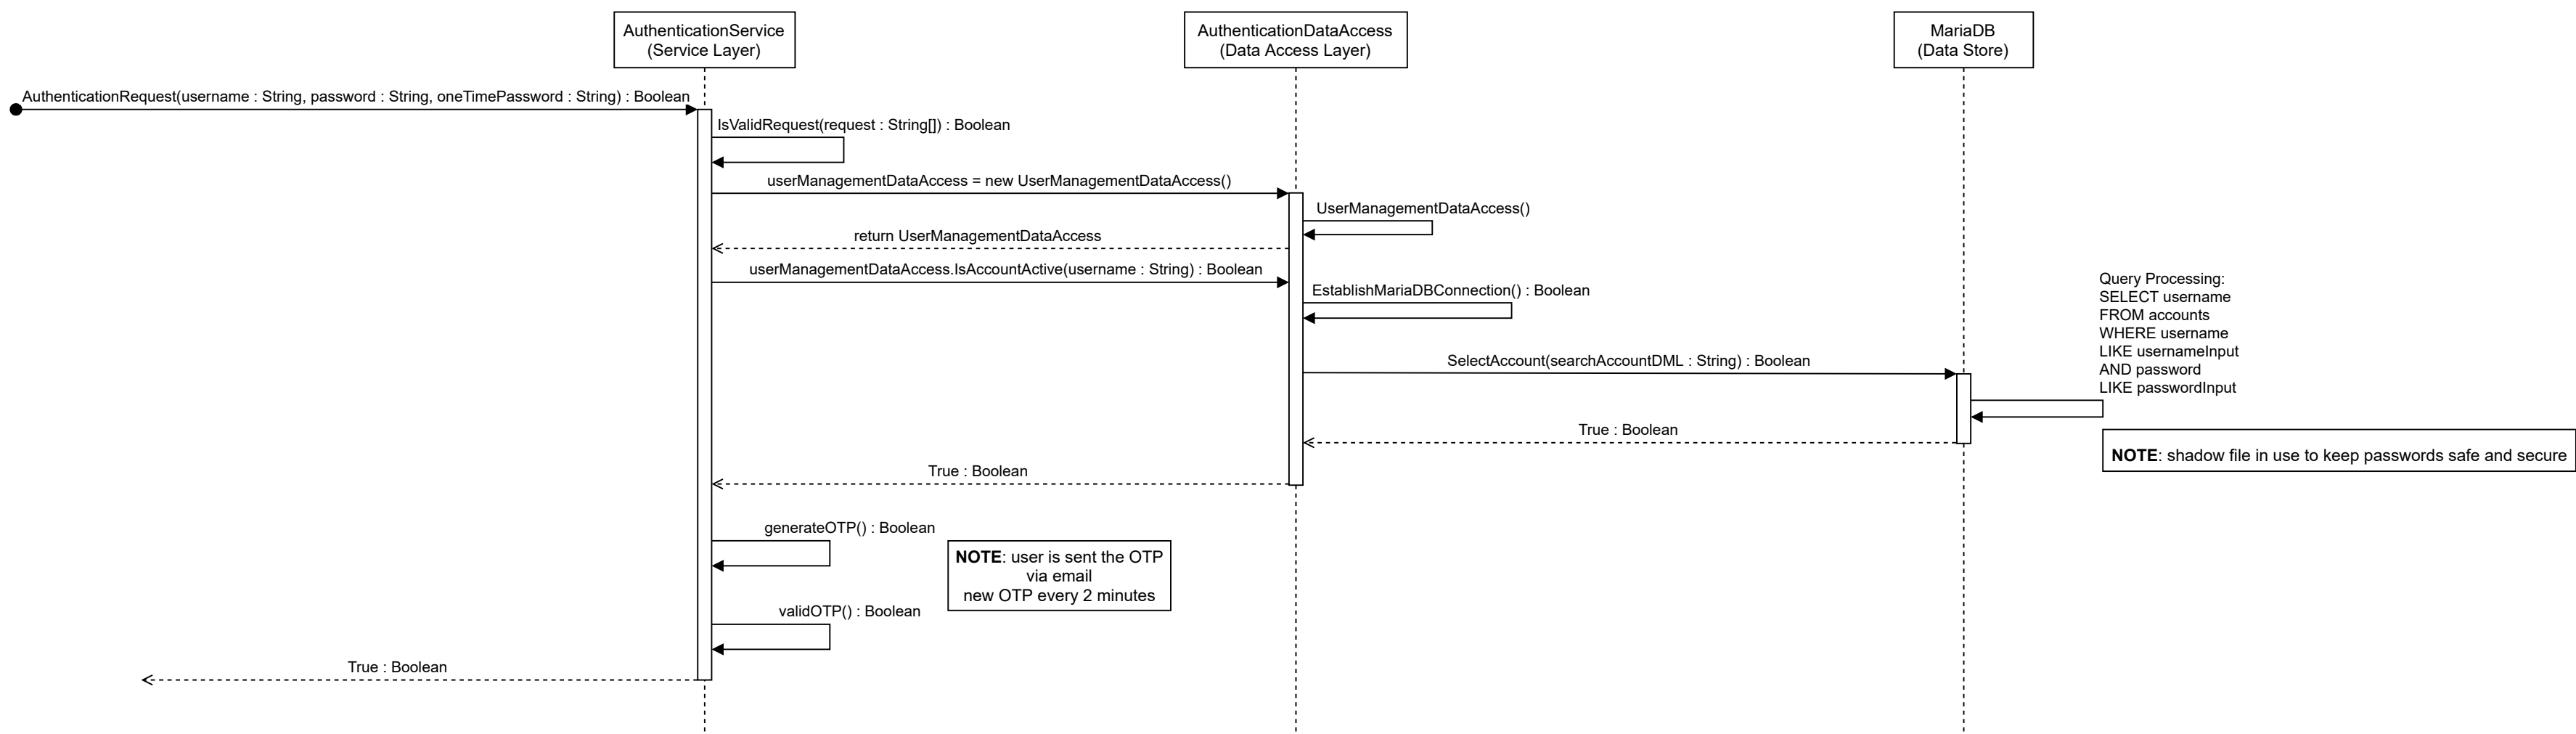 AuthenticationService
(Service Layer)
AuthenticationDataAccess
(Data Access Layer)
MariaDB
(Data Store)
AuthenticationRequest(username : String, password : String, oneTimePassword : String) : Boolean
IsValidRequest(request : String[]) : Boolean
userManagementDataAccess = new UserManagementDataAccess()
UserManagementDataAccess()
return UserManagementDataAccess
userManagementDataAccess.IsAccountActive(username : String) : Boolean
EstablishMariaDBConnection() : Boolean
Query Processing:
SELECT username
FROM accounts
WHERE username
LIKE usernameInput
AND password
LIKE passwordInput
SelectAccount(searchAccountDML : String) : Boolean
True : Boolean
NOTE: shadow file in use to keep passwords safe and secure
True : Boolean
generateOTP() : Boolean
NOTE: user is sent the OTP
via email
new OTP every 2 minutes
validOTP() : Boolean
True : Boolean